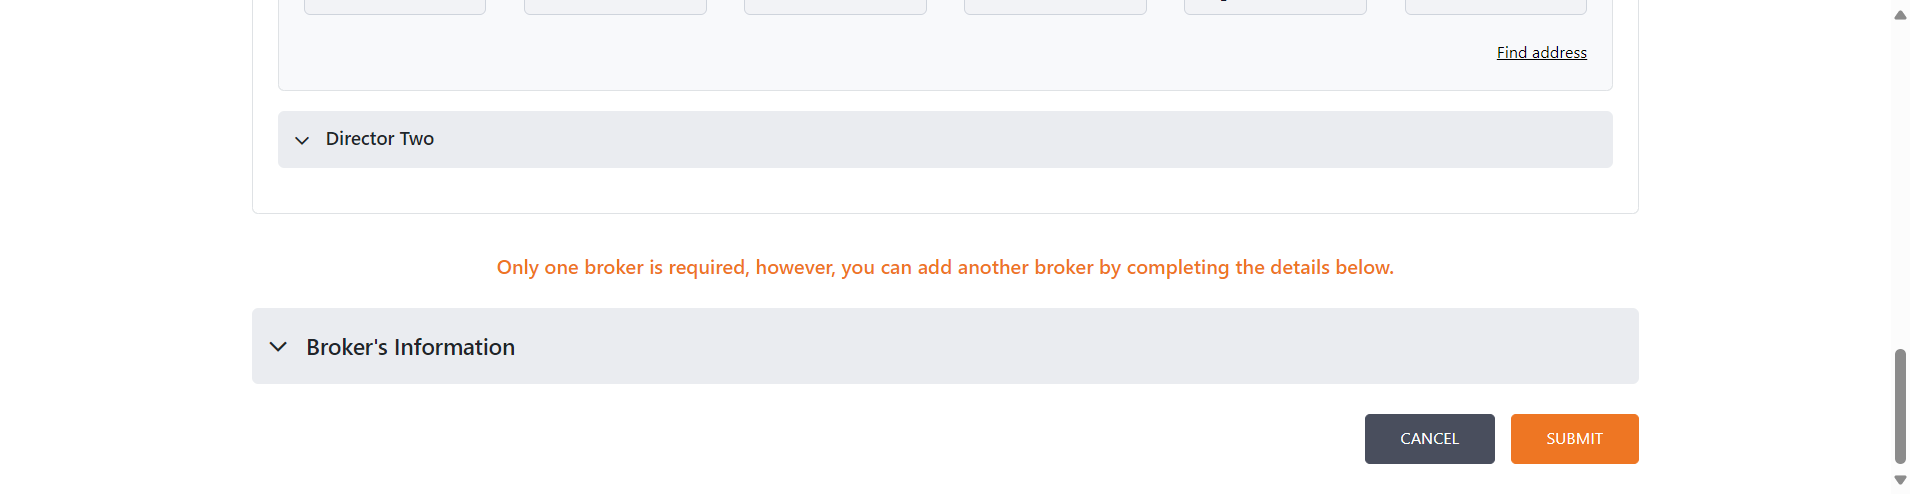 Find address
Director Two
Only one broker is required, however, you can add another broker by completing the details below.
Broker's Information
CANCEL
SUBMIT